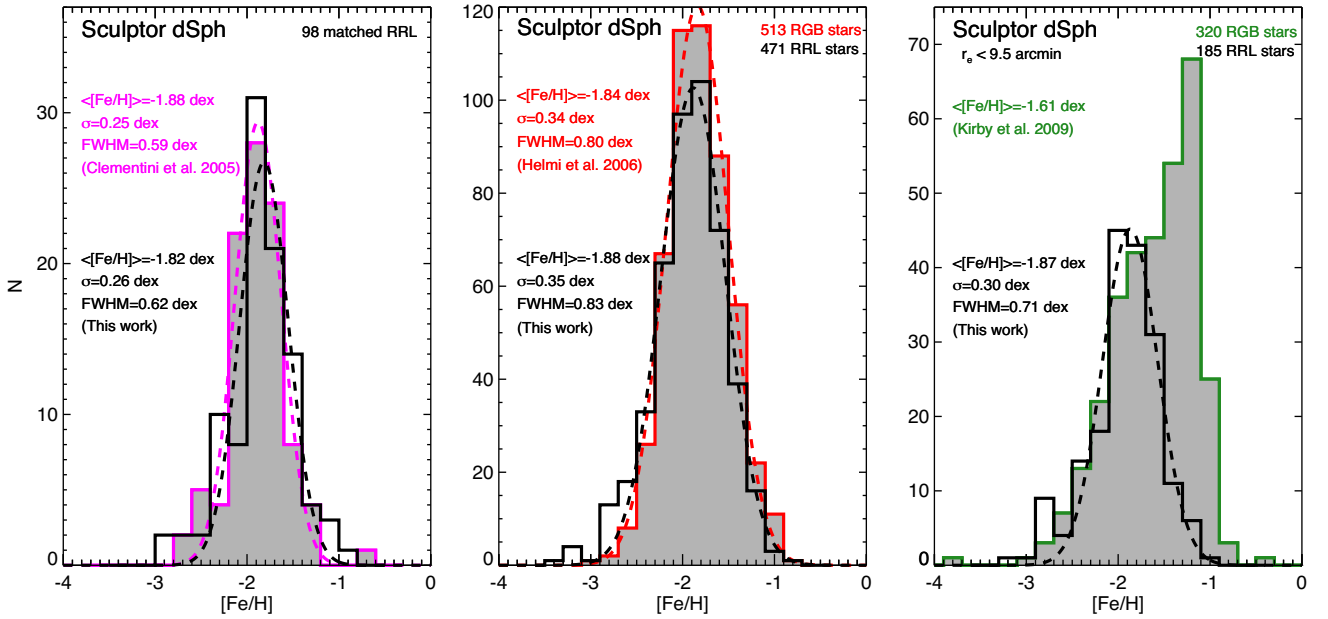 Sculptor dSph
98 matched RRL
<[Fe/H]>=-1.88 dex
σ=0.25 dex
FWHM=0.59 dex
(Clementini et al. 2005)
<[Fe/H]>=-1.82 dex
σ=0.26 dex
FWHM=0.62 dex
(This work)
N
30
20
10
0
-4 -3 -2 -1 0
[Fe/H]
Sculptor dSph
513 RGB stars
471 RRL stars
<[Fe/H]>=-1.84 dex
σ=0.34 dex
FWHM=0.80 dex
(Helmi et al. 2006)
<[Fe/H]>=-1.88 dex
σ=0.35 dex
FWHM=0.83 dex
(This work)
120
100
80
60
40
20
0
-4 -3 -2 -1 0
[Fe/H]
Sculptor dSph
320 RGB stars
185 RRL stars
re < 9.5 arcmin
<[Fe/H]>=-1.61 dex
(Kirby et al. 2009)
<[Fe/H]>=-1.87 dex
σ=0.30 dex
FWHM=0.71 dex
(This work)
70
60
50
40
30
20
10
0
-4 -3 -2 -1 0
[Fe/H]